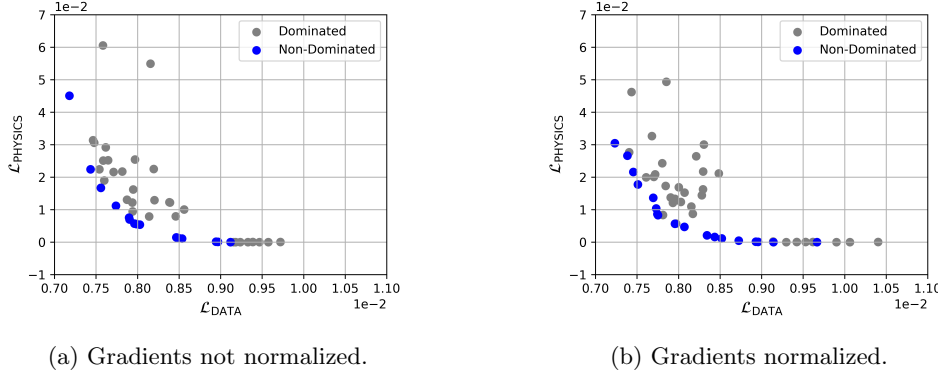 1e−2
7
6
5
4
3
2
1
0
−1
ℒPHYSICS
Dominated
Non-Dominated
0.70 0.75 0.80 0.85 0.90 0.95 1.00 1.05 1.10
1e−2
ℒDATA
(a) Gradients not normalized.
1e−2
7
6
5
4
3
2
1
0
−1
ℒPHYSICS
Dominated
Non-Dominated
0.70 0.75 0.80 0.85 0.90 0.95 1.00 1.05 1.10
1e−2
ℒDATA
(b) Gradients normalized.